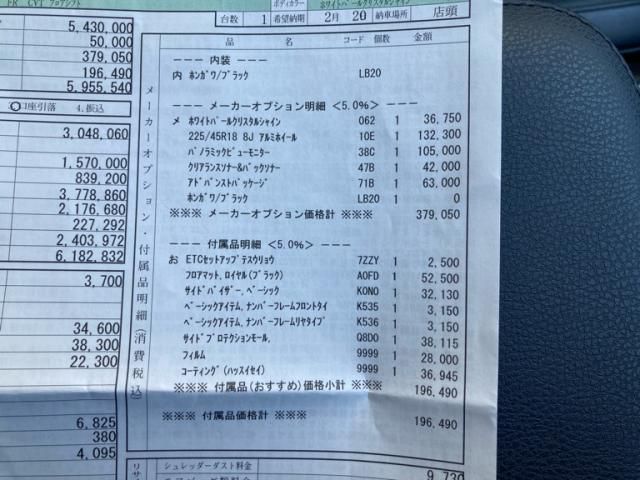 FR CVT フロアシフト
5,430,000
50,000
379,050
196,490
5,955,540
口座引落 4.振込
3,048,060
1,570,000
839,200
3,778,860
2,176,680
227,292
2,403,972
6,182,832
3,700
34,600
38,300
22,300
6,825
380
4,095
ボディカラー ホワイトパールクリスタルシャイン
台数 1 希望納期 2月 20 納車場所 店頭
メーカーオプション・付属品明細(消費税込)
品 名 コード 個数 金額
--- 内装 ---
内 ホンガワ/ブラック LB20
--- メーカーオプション明細 <5.0%> ---
メ ホワイトパールクリスタルシャイン 062 1 36,750
225/45R18 8J アルミホイール 10E 1 132,300
パノラミックビューモニター 38C 1 105,000
クリアランスソナー&バックソナー 47B 1 42,000
アドバンストパッケージ 71B 1 63,000
ホンガワ/ブラック LB20 1 0
※※※ メーカーオプション価格計 ※※※ 379,050
--- 付属品明細 <5.0%> ---
お ETCセットアップテスウリョウ 7ZZY 1 2,500
フロアマット,ロイヤル(ブラック) A0FD 1 52,500
サイドバイザー,ベーシック K0N0 1 32,130
ベーシックアイテム,ナンバーフレームフロントタイ K535 1 3,150
ベーシックアイテム,ナンバーフレームリヤタイプ K536 1 3,150
サイドプロテクションモール, Q8D0 1 38,115
フィルム 9999 1 28,000
コーティング(ハッスイセイ) 9999 1 36,945
※※※ 付属品(おすすめ)価格小計 ※※※ 196,490
※※※ 付属品価格計 ※※※ 196,490
シュレッダーダスト料金 9,730